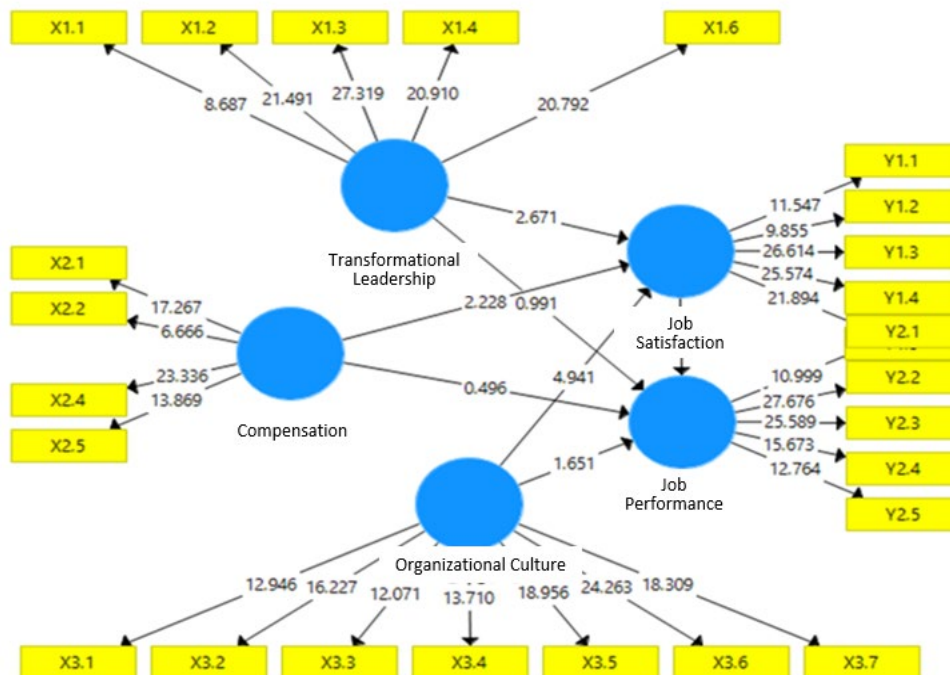 X1.1
X1.2
X1.3
X1.4
X1.6
8.687
21.491
27.319
20.910
20.792
Transformational
Leadership
2.671
0.991
X2.1
X2.2
X2.4
X2.5
17.267
6.666
23.336
13.869
Compensation
2.228
0.496
Y1.1
Y1.2
Y1.3
Y1.4
11.547
9.855
26.614
25.574
21.894
Job
Satisfaction
4.941
1.651
Y2.1
Y2.2
Y2.3
Y2.4
Y2.5
10.999
27.676
25.589
15.673
12.764
Job
Performance
Organizational Culture
12.946
16.227
12.071
13.710
18.956
24.263
18.309
X3.1
X3.2
X3.3
X3.4
X3.5
X3.6
X3.7